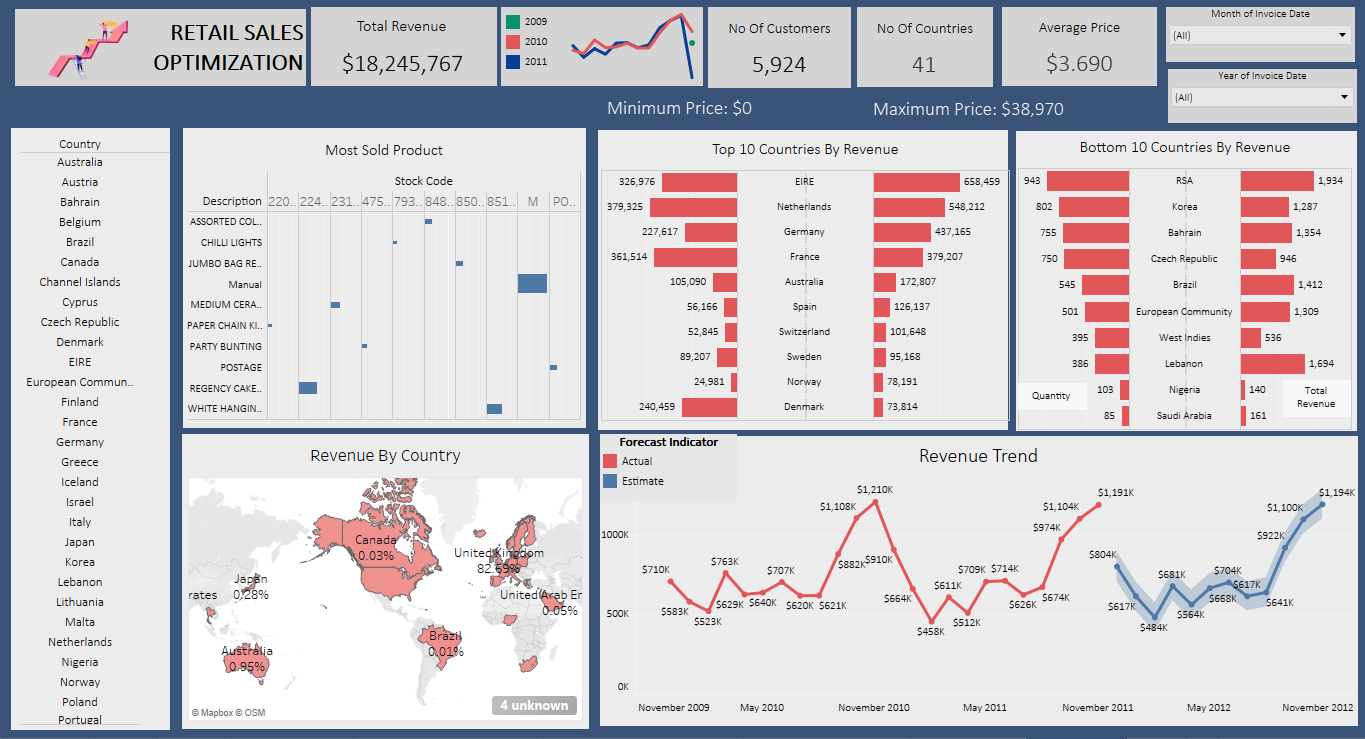 RETAIL SALES
OPTIMIZATION
Total Revenue
$18,245,767
2009
2010
2011
No Of Customers
5,924
No Of Countries
41
Average Price
$3.690
Month of Invoice Date
(All)
Year of Invoice Date
(All)
Minimum Price: $0
Maximum Price: $38,970
Country
Australia
Austria
Bahrain
Belgium
Brazil
Canada
Channel Islands
Cyprus
Czech Republic
Denmark
EIRE
European Commun..
Finland
France
Germany
Greece
Iceland
Israel
Italy
Japan
Korea
Lebanon
Lithuania
Malta
Netherlands
Nigeria
Norway
Poland
Portugal
Most Sold Product
Stock Code
Description 220.. 224.. 231.. 475.. 793.. 848.. 850.. 851.. M PO..
ASSORTED COL..
CHILLI LIGHTS
JUMBO BAG RE..
Manual
MEDIUM CERA..
PAPER CHAIN KI..
PARTY BUNTING
POSTAGE
REGENCY CAKE..
WHITE HANGIN..
Top 10 Countries By Revenue
326,976 EIRE 658,459
379,325 Netherlands 548,212
227,617 Germany 437,165
361,514 France 379,207
105,090 Australia 172,807
56,166 Spain 126,137
52,845 Switzerland 101,648
89,207 Sweden 95,168
24,981 Norway 78,191
240,459 Denmark 73,814
Bottom 10 Countries By Revenue
943 RSA 1,934
802 Korea 1,287
755 Bahrain 1,354
750 Czech Republic 946
545 Brazil 1,412
501 European Community 1,309
395 West Indies 536
386 Lebanon 1,694
103 Nigeria 140
85 Saudi Arabia 161
Quantity
Total
Revenue
Revenue By Country
Canada
0.03%
United Kingdom
82.69%
Japan
0.28%
rates
United Arab Er
0.05%
Brazil
0.01%
Australia
0.95%
© Mapbox © OSM
4 unknown
Forecast Indicator
Actual
Estimate
Revenue Trend
1000K
500K
0K
$710K
$583K
$523K
$763K
$629K
$640K
$707K
$620K
$621K
$882K
$1,108K
$1,210K
$910K
$664K
$458K
$611K
$512K
$709K
$714K
$626K
$674K
$974K
$1,104K
$1,191K
$804K
$617K
$484K
$681K
$564K
$668K
$704K
$617K
$641K
$922K
$1,100K
$1,194K
November 2009
May 2010
November 2010
May 2011
November 2011
May 2012
November 2012